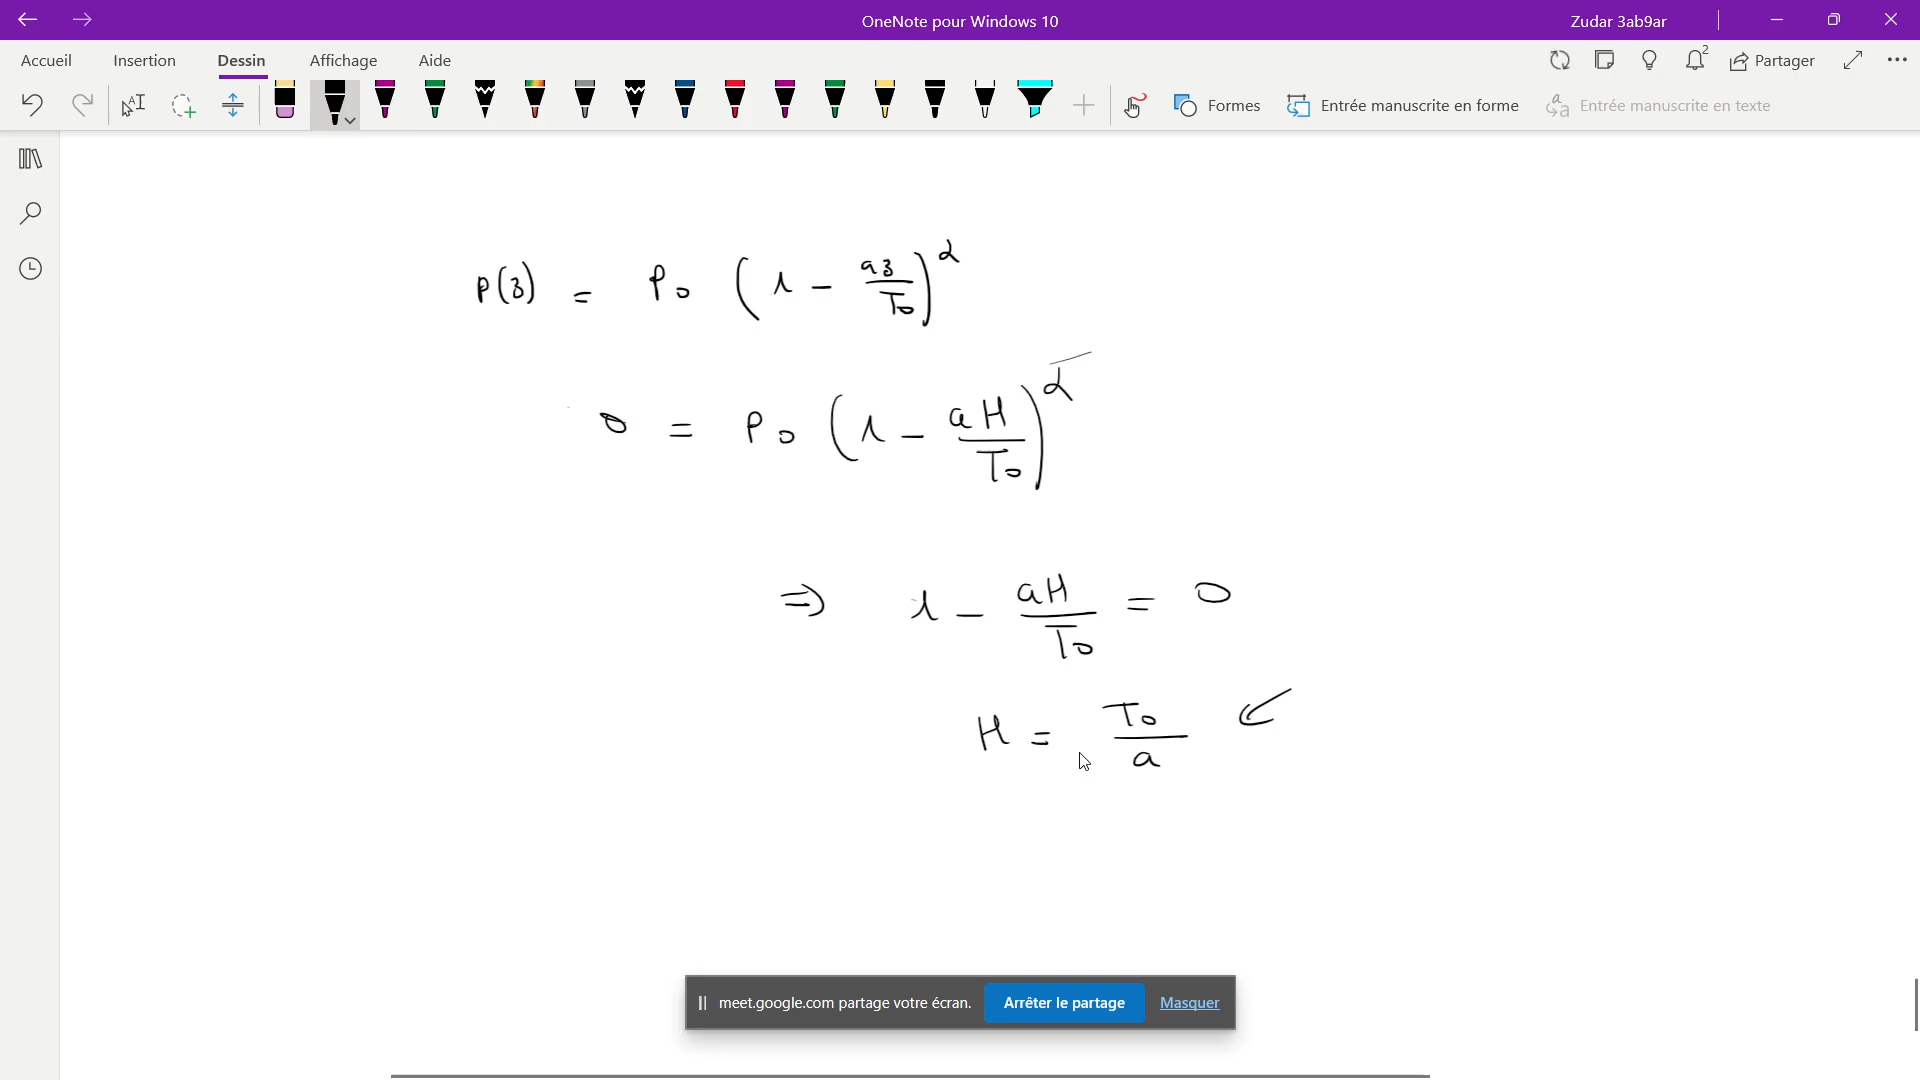 OneNote pour Windows 10
Zudar 3ab9ar
Accueil Insertion Dessin Affichage Aide
2
Partager
Formes
Entrée manuscrite en forme
Entrée manuscrite en texte
P(z) = P₀ (1 - az/T₀)^α
0 = P₀ (1 - aH/T₀)^α
⇒ 1 - aH/T₀ = 0
H = T₀/a
meet.google.com partage votre écran. Arrêter le partage Masquer